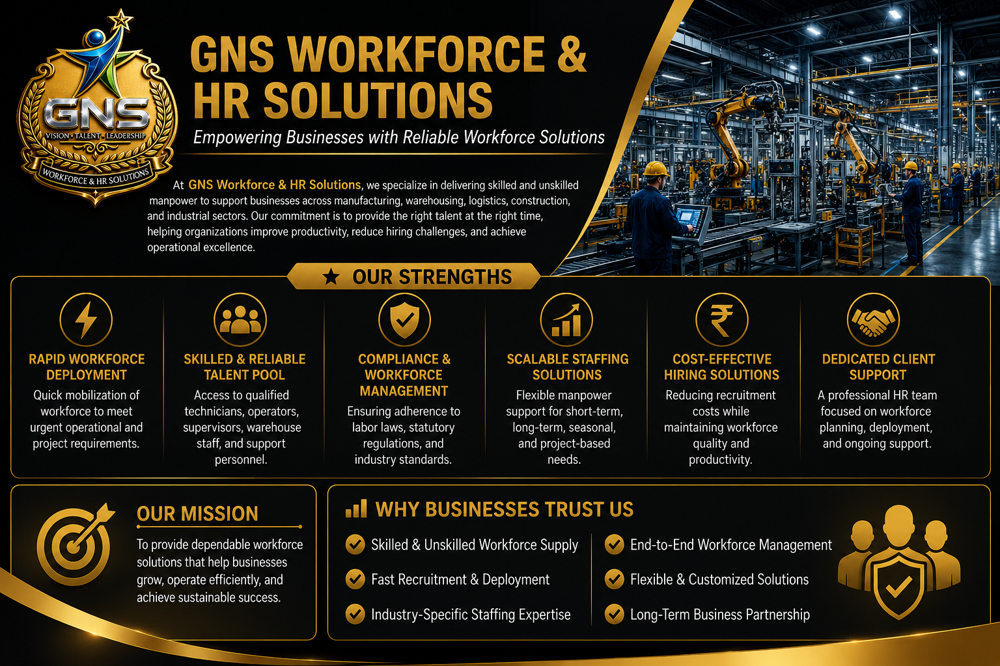 GNS
VISION • TALENT • LEADERSHIP
WORKFORCE & HR SOLUTIONS
GNS WORKFORCE &
HR SOLUTIONS
Empowering Businesses with Reliable Workforce Solutions
At GNS Workforce & HR Solutions, we specialize in delivering skilled and unskilled
manpower to support businesses across manufacturing, warehousing, logistics, construction,
and industrial sectors. Our commitment is to provide the right talent at the right time,
helping organizations improve productivity, reduce hiring challenges, and achieve
operational excellence.
★ OUR STRENGTHS
RAPID WORKFORCE
DEPLOYMENT
Quick mobilization of
workforce to meet
urgent operational and
project requirements.
SKILLED & RELIABLE
TALENT POOL
Access to qualified
technicians, operators,
supervisors, warehouse
staff, and support
personnel.
COMPLIANCE &
WORKFORCE
MANAGEMENT
Ensuring adherence to
labor laws, statutory
regulations, and
industry standards.
SCALABLE STAFFING
SOLUTIONS
Flexible manpower
support for short-term,
long-term, seasonal,
and project-based
needs.
₹
COST-EFFECTIVE
HIRING SOLUTIONS
Reducing recruitment
costs while
maintaining workforce
quality and
productivity.
DEDICATED CLIENT
SUPPORT
A professional HR team
focused on workforce
planning, deployment,
and ongoing support.
OUR MISSION
To provide dependable workforce
solutions that help businesses
grow, operate efficiently, and
achieve sustainable success.
WHY BUSINESSES TRUST US
Skilled & Unskilled Workforce Supply
Fast Recruitment & Deployment
Industry-Specific Staffing Expertise
End-to-End Workforce Management
Flexible & Customized Solutions
Long-Term Business Partnership